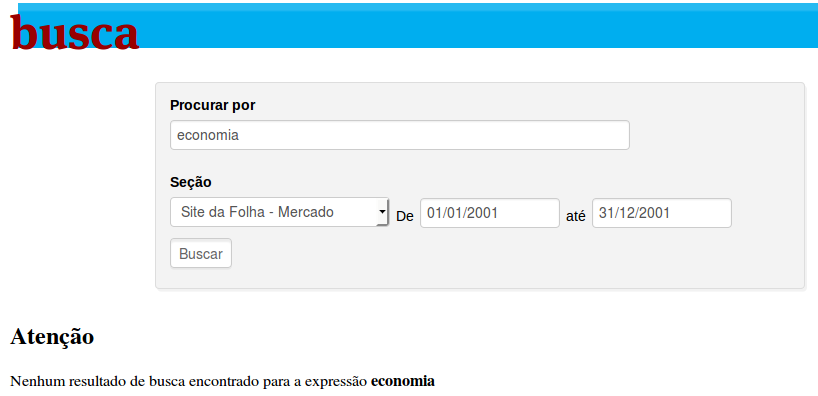 busca
Procurar por
economia
Seção
Site da Folha - Mercado De 01/01/2001 até 31/12/2001
Buscar
Atenção
Nenhum resultado de busca encontrado para a expressão economia